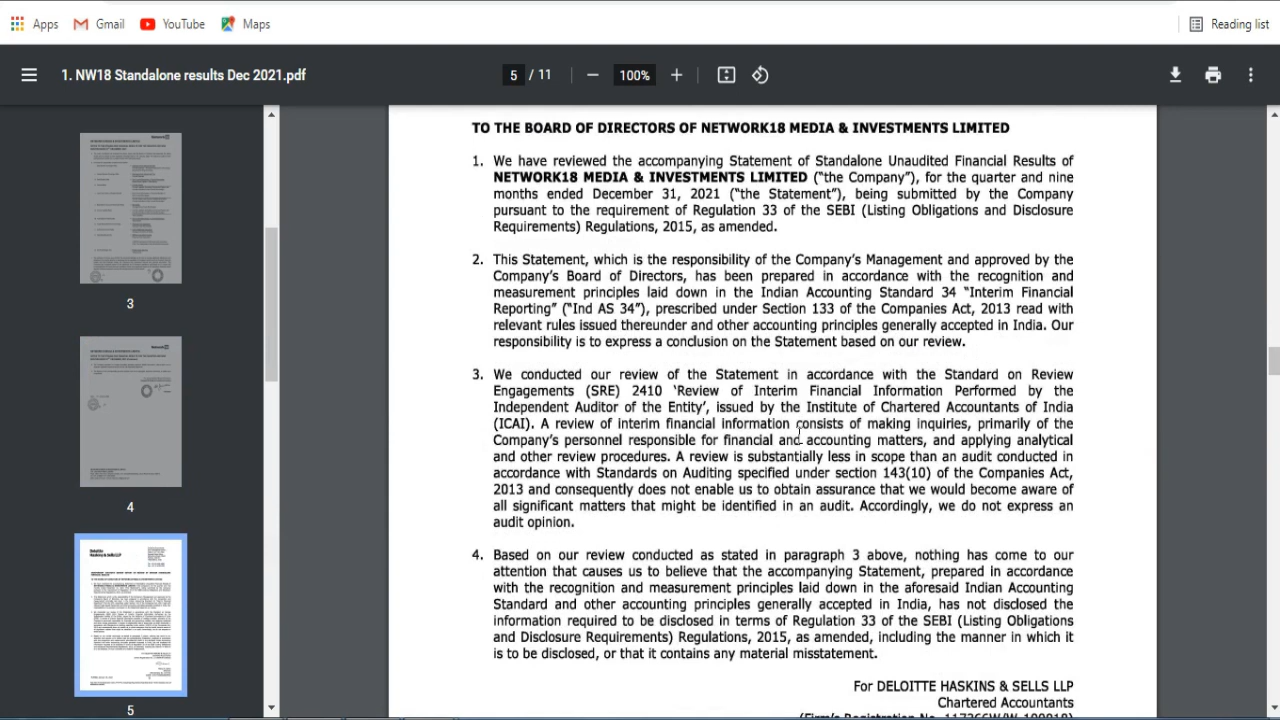 Apps Gmail YouTube Maps Reading list
1. NW18 Standalone results Dec 2021.pdf 5 / 11 100%
3
4
5
TO THE BOARD OF DIRECTORS OF NETWORK18 MEDIA & INVESTMENTS LIMITED
1. We have reviewed the accompanying Statement of Standalone Unaudited Financial Results of
NETWORK18 MEDIA & INVESTMENTS LIMITED (“the Company”), for the quarter and nine
months ended December 31, 2021 (“the Statement”), being submitted by the Company
pursuant to the requirement of Regulation 33 of the SEBI (Listing Obligations and Disclosure
Requirements) Regulations, 2015, as amended.
2. This Statement, which is the responsibility of the Company’s Management and approved by the
Company’s Board of Directors, has been prepared in accordance with the recognition and
measurement principles laid down in the Indian Accounting Standard 34 “Interim Financial
Reporting” (“Ind AS 34”), prescribed under Section 133 of the Companies Act, 2013 read with
relevant rules issued thereunder and other accounting principles generally accepted in India. Our
responsibility is to express a conclusion on the Statement based on our review.
3. We conducted our review of the Statement in accordance with the Standard on Review
Engagements (SRE) 2410 ‘Review of Interim Financial Information Performed by the
Independent Auditor of the Entity’, issued by the Institute of Chartered Accountants of India
(ICAI). A review of interim financial information consists of making inquiries, primarily of the
Company’s personnel responsible for financial and accounting matters, and applying analytical
and other review procedures. A review is substantially less in scope than an audit conducted in
accordance with Standards on Auditing specified under section 143(10) of the Companies Act,
2013 and consequently does not enable us to obtain assurance that we would become aware of
all significant matters that might be identified in an audit. Accordingly, we do not express an
audit opinion.
4. Based on our review conducted as stated in paragraph 3 above, nothing has come to our
attention that causes us to believe that the accompanying Statement, prepared in accordance
with the recognition and measurement principles laid down in the aforesaid Indian Accounting
Standard and other accounting principles generally accepted in India, has not disclosed the
information required to be disclosed in terms of Regulation 33 of the SEBI (Listing Obligations
and Disclosure Requirements) Regulations, 2015, as amended, including the manner in which it
is to be disclosed, or that it contains any material misstatement.
For DELOITTE HASKINS & SELLS LLP
Chartered Accountants
(Firm’s Registration No. 117366W/W-100018)